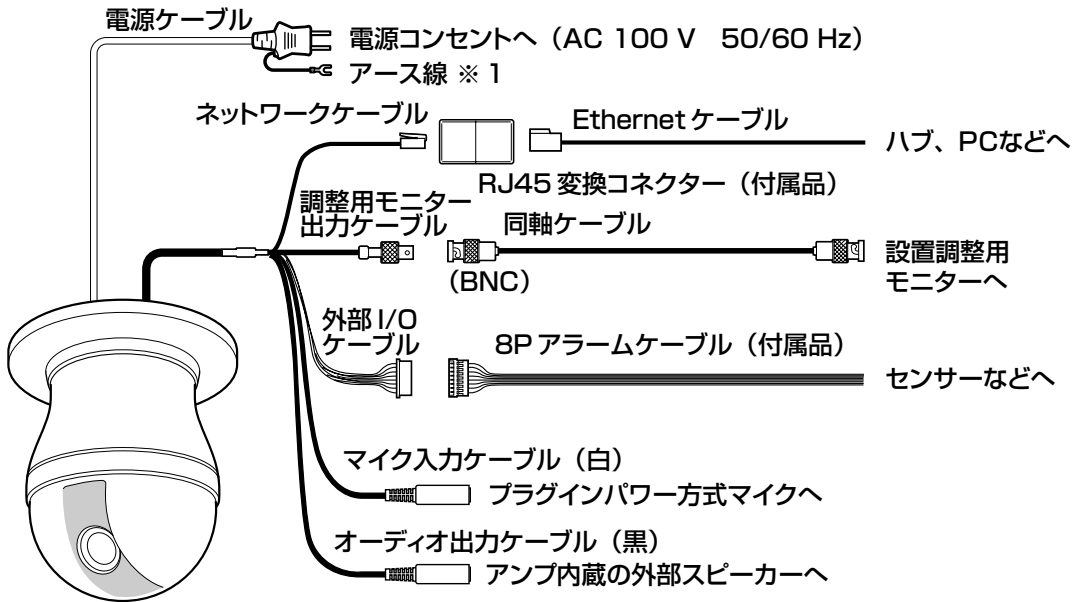 電源ケーブル
電源コンセントへ（AC 100 V　50/60 Hz）
アース線 ※ 1
ネットワークケーブル
Ethernet ケーブル
ハブ、PCなどへ
RJ45 変換コネクター（付属品）
調整用モニター
出力ケーブル
同軸ケーブル
（BNC）
設置調整用
モニターへ
外部 I/O
ケーブル
8P アラームケーブル（付属品）
センサーなどへ
マイク入力ケーブル（白）
プラグインパワー方式マイクへ
オーディオ出力ケーブル（黒）
アンプ内蔵の外部スピーカーへ